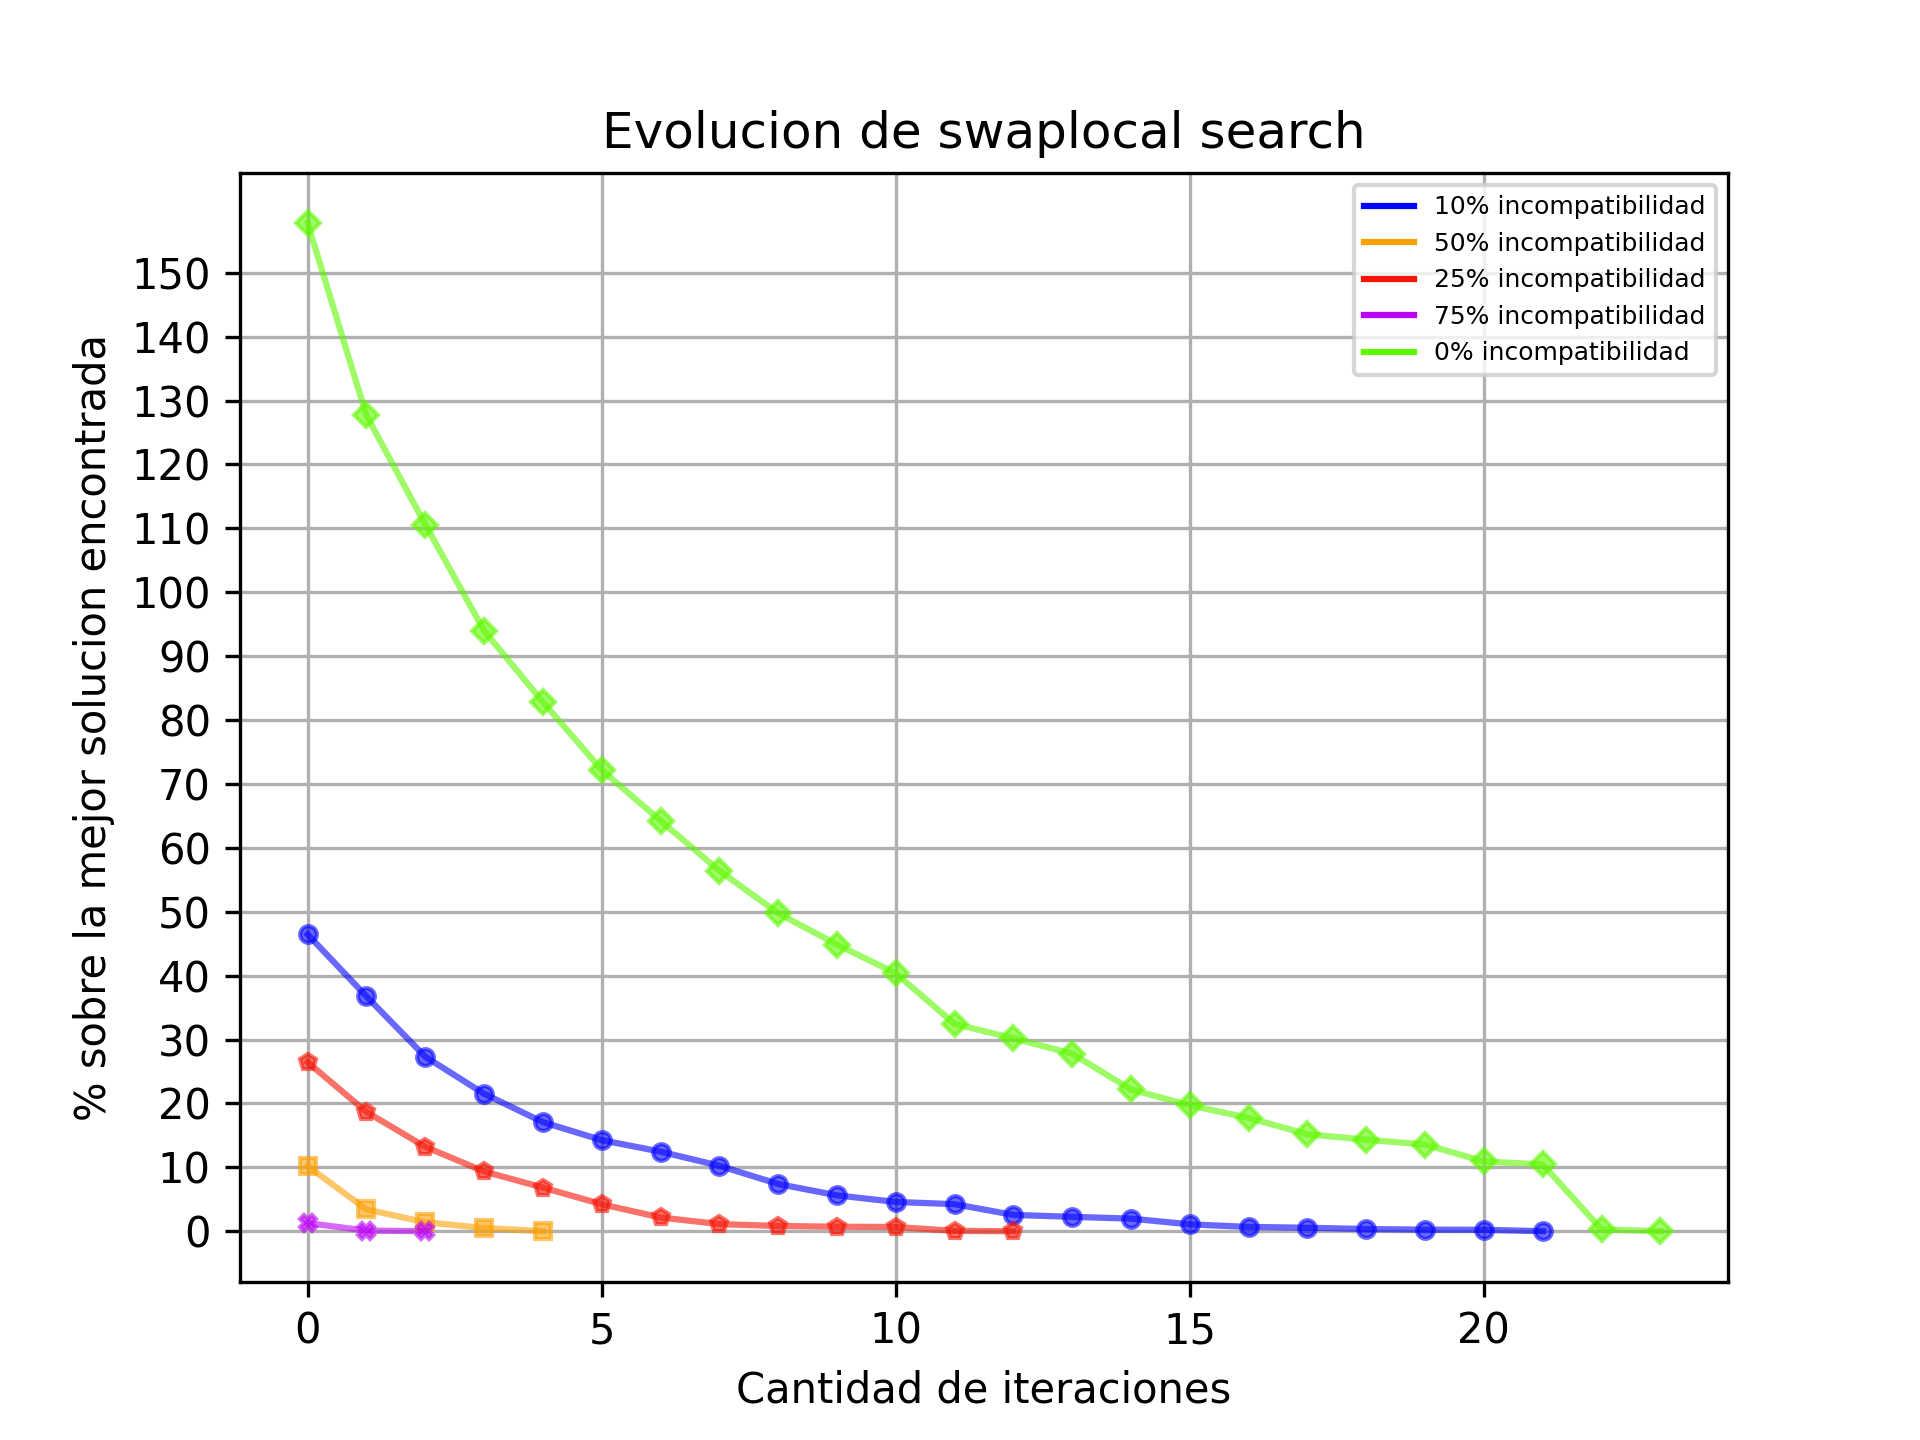 Evolucion de swaplocal search
10% incompatibilidad
50% incompatibilidad
25% incompatibilidad
75% incompatibilidad
0% incompatibilidad
% sobre la mejor solucion encontrada
150
140
130
120
110
100
90
80
70
60
50
40
30
20
10
0
0 5 10 15 20
Cantidad de iteraciones